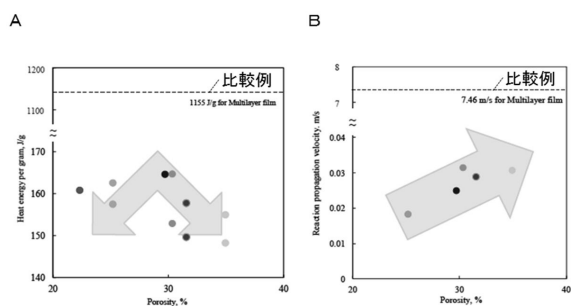 A
1200
比較例
1100
1155 J/g for Multilayer film
≈
170
160
150
140
20
30
40
Heat energy per gram, J/g
Porosity, %
B
8
比較例
7
7.46 m/s for Multilayer film
≈
0.04
0.03
0.02
0.01
0
20
30
40
Reaction propagation velocity, m/s
Porosity, %